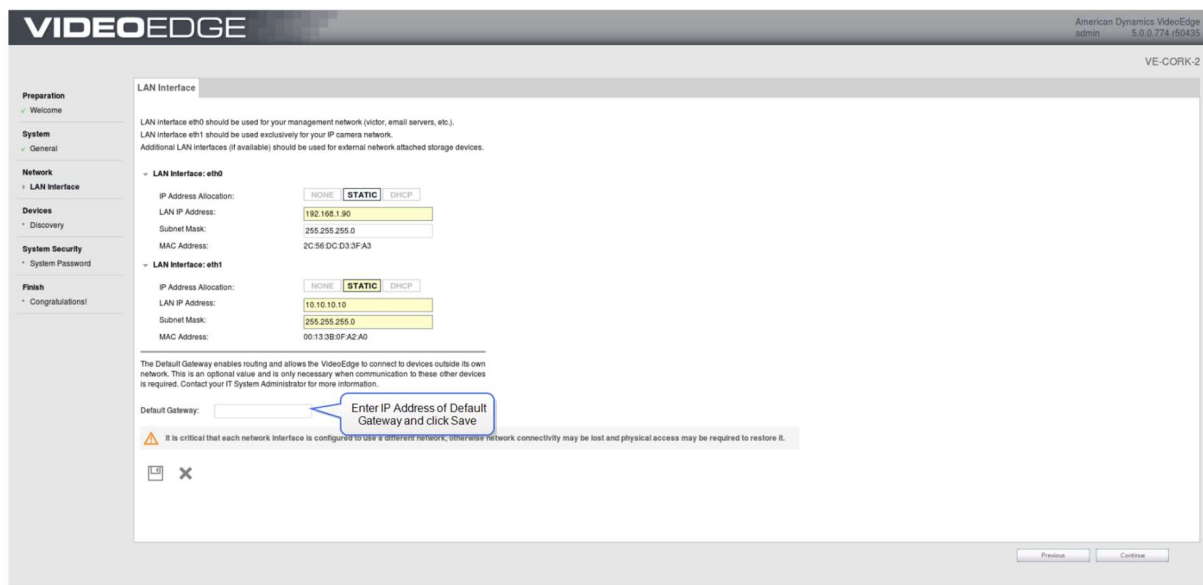 VIDEOEDGE
American Dynamics VideoEdge
admin 5.0.0.774 r50435
VE-CORK-2
Preparation
Welcome
System
General
Network
LAN Interface
Devices
Discovery
System Security
System Password
Finish
Congratulations!
LAN Interface
LAN interface eth0 should be used for your management network (victor, email servers, etc.).
LAN interface eth1 should be used exclusively for your IP camera network.
Additional LAN interfaces (if available) should be used for external network attached storage devices.
LAN Interface: eth0
IP Address Allocation: NONE STATIC DHCP
LAN IP Address: 192.168.1.90
Subnet Mask: 255.255.255.0
MAC Address: 2C:56:DC:D3:3F:A3
LAN Interface: eth1
IP Address Allocation: NONE STATIC DHCP
LAN IP Address: 10.10.10.10
Subnet Mask: 255.255.255.0
MAC Address: 00:13:3B:0F:A2:A0
The Default Gateway enables routing and allows the VideoEdge to connect to devices outside its own
network. This is an optional value and is only necessary when communication to these other devices
is required. Contact your IT System Administrator for more information.
Default Gateway:
Enter IP Address of Default
Gateway and click Save
It is critical that each network interface is configured to use a different network, otherwise network connectivity may be lost and physical access may be required to restore it.
Previous Continue